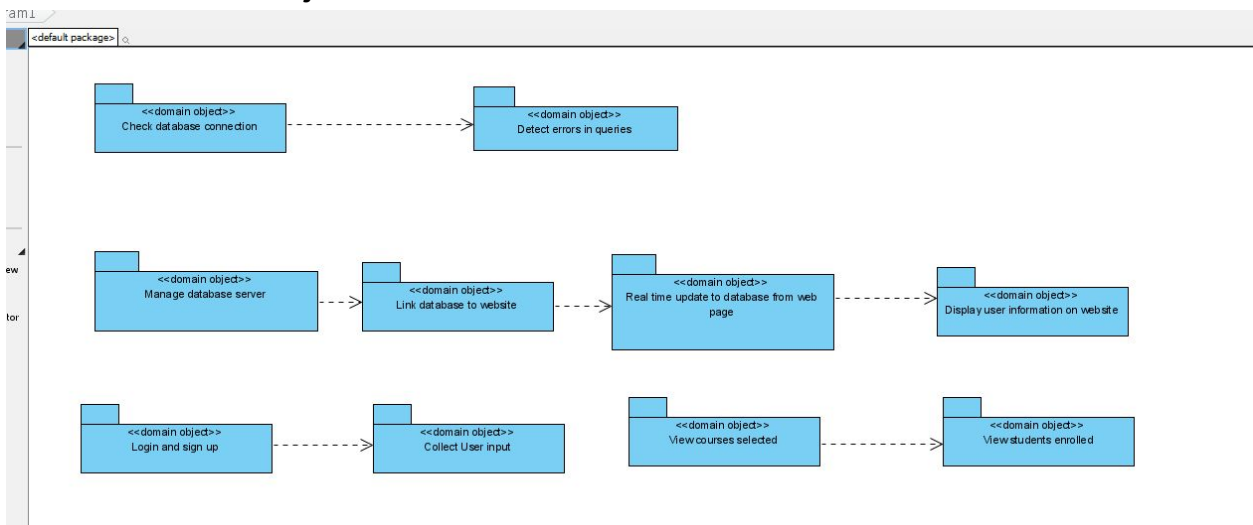 ram1
<default package>
<<domain object>>
Check database connection
<<domain object>>
Detect errors in queries
<<domain object>>
Manage database server
<<domain object>>
Link database to website
<<domain object>>
Real time update to database from web
page
<<domain object>>
Display user information on website
<<domain object>>
Login and sign up
<<domain object>>
Collect User input
<<domain object>>
View courses selected
<<domain object>>
View students enrolled
ew
tor